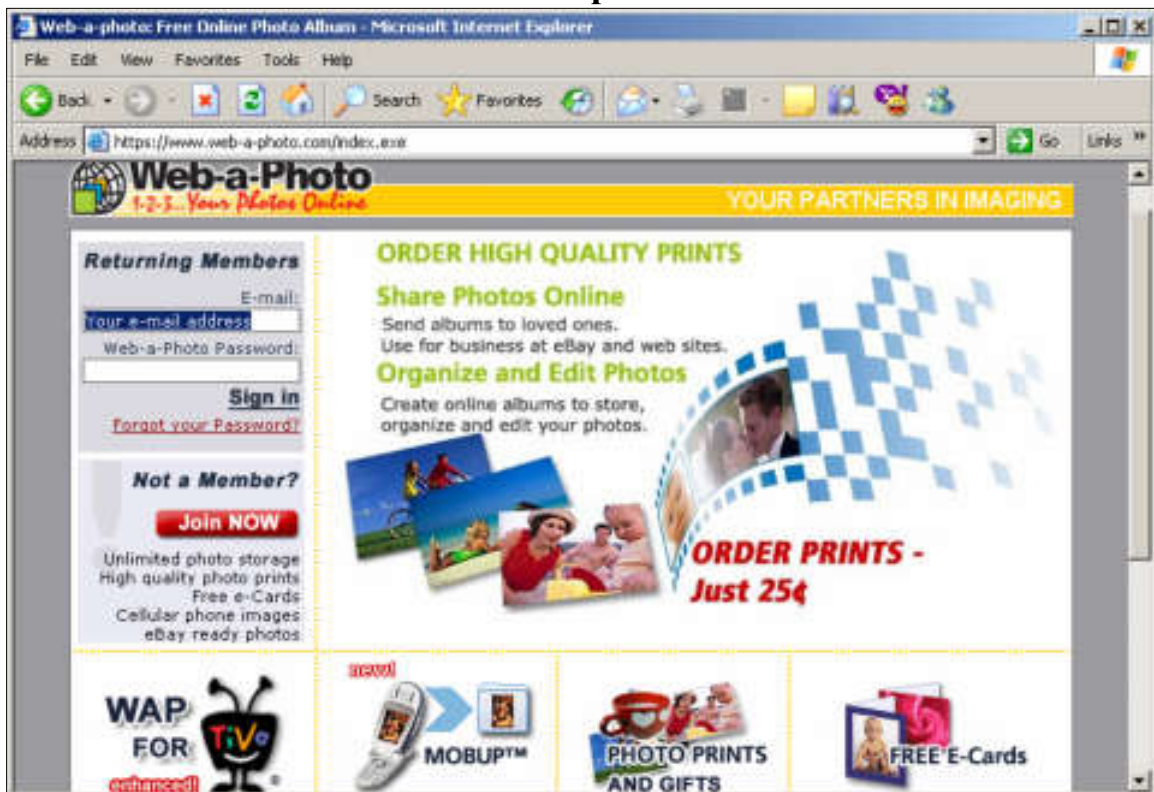 Web-a-photo: Free Online Photo Album - Microsoft Internet Explorer
File Edit View Favorites Tools Help
Back Search Favorites
Address https://www.web-a-photo.com/index.exe Go Links »
Web-a-Photo
1-2-3...Your Photos Online
YOUR PARTNERS IN IMAGING
Returning Members
E-mail:
Your e-mail address
Web-a-Photo Password:
Sign in
Forgot your Password?
Not a Member?
Join NOW
Unlimited photo storage
High quality photo prints
Free e-Cards
Cellular phone images
eBay ready photos
ORDER HIGH QUALITY PRINTS
Share Photos Online
Send albums to loved ones.
Use for business at eBay and web sites.
Organize and Edit Photos
Create online albums to store,
organize and edit your photos.
ORDER PRINTS -
Just 25¢
WAP
FOR
TiVo
enhanced!
new!
MOBUP™
PHOTO PRINTS
AND GIFTS
FREE E-Cards